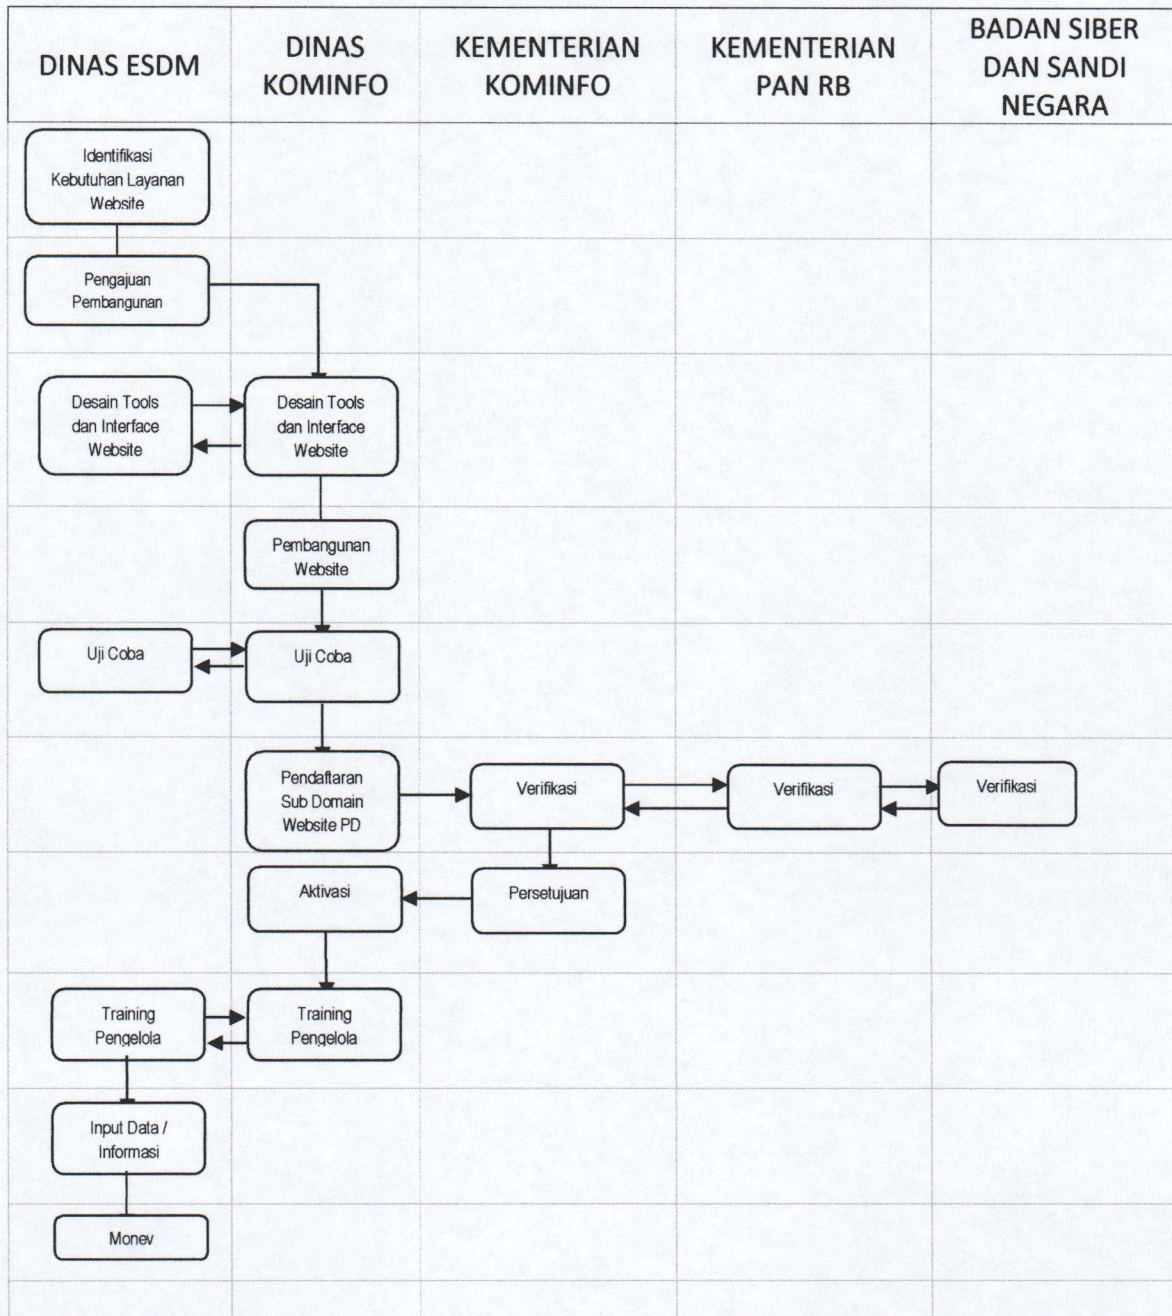 DINAS ESDM
DINAS
KOMINFO
KEMENTERIAN
KOMINFO
KEMENTERIAN
PAN RB
BADAN SIBER
DAN SANDI
NEGARA
Identifikasi
Kebutuhan Layanan
Website
Pengajuan
Pembangunan
Desain Tools
dan Interface
Website
Desain Tools
dan Interface
Website
Pembangunan
Website
Uji Coba
Uji Coba
Pendaftaran
Sub Domain
Website PD
Verifikasi
Verifikasi
Verifikasi
Aktivasi
Persetujuan
Training
Pengelola
Training
Pengelola
Input Data /
Informasi
Monev